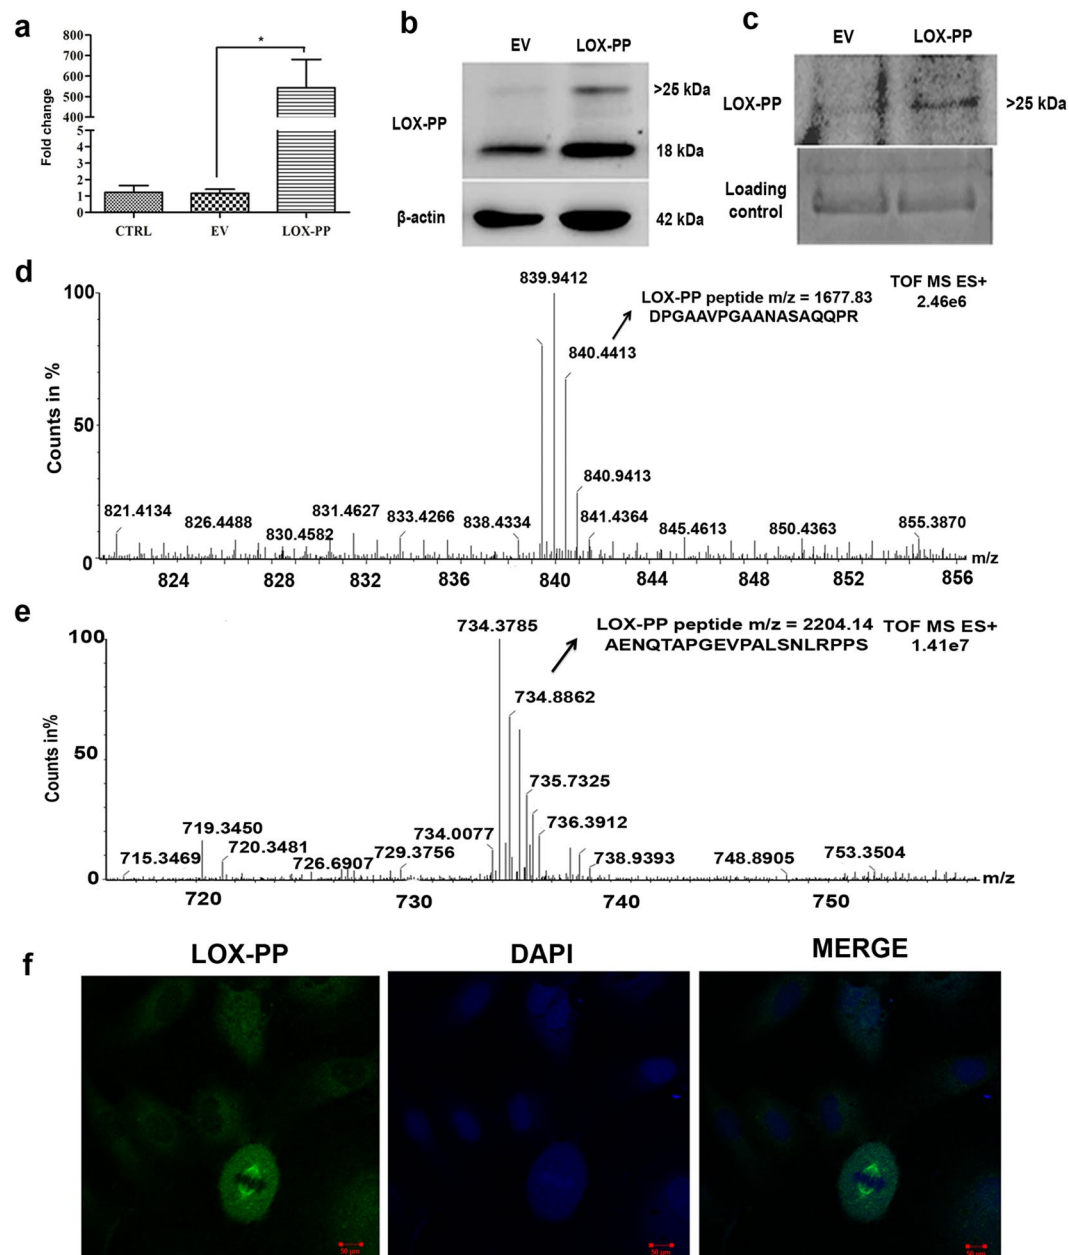 a
800
700
600
500
400
5
4
3
2
1
0
Fold change
*
CTRL EV LOX-PP
b
EV LOX-PP
LOX-PP
>25 kDa
18 kDa
β-actin
42 kDa
c
EV LOX-PP
LOX-PP
>25 kDa
Loading
control
d
839.9412
TOF MS ES+
2.46e6
LOX-PP peptide m/z = 1677.83
DPGAAVPGAANASAQQPR
100
50
0
Counts in %
840.4413
840.9413
821.4134
826.4488
830.4582
831.4627
833.4266
838.4334
841.4364
845.4613
850.4363
855.3870
m/z
824 828 832 836 840 844 848 852 856
e
734.3785
LOX-PP peptide m/z = 2204.14
AENQTAPGEVPALSNLRPPS
TOF MS ES+
1.41e7
100
50
0
Counts in%
734.8862
735.7325
736.3912
734.0077
719.3450
715.3469
720.3481
726.6907
729.3756
738.9393
748.8905
753.3504
m/z
720 730 740 750
f
LOX-PP DAPI MERGE
50 µm
50 µm
50 µm